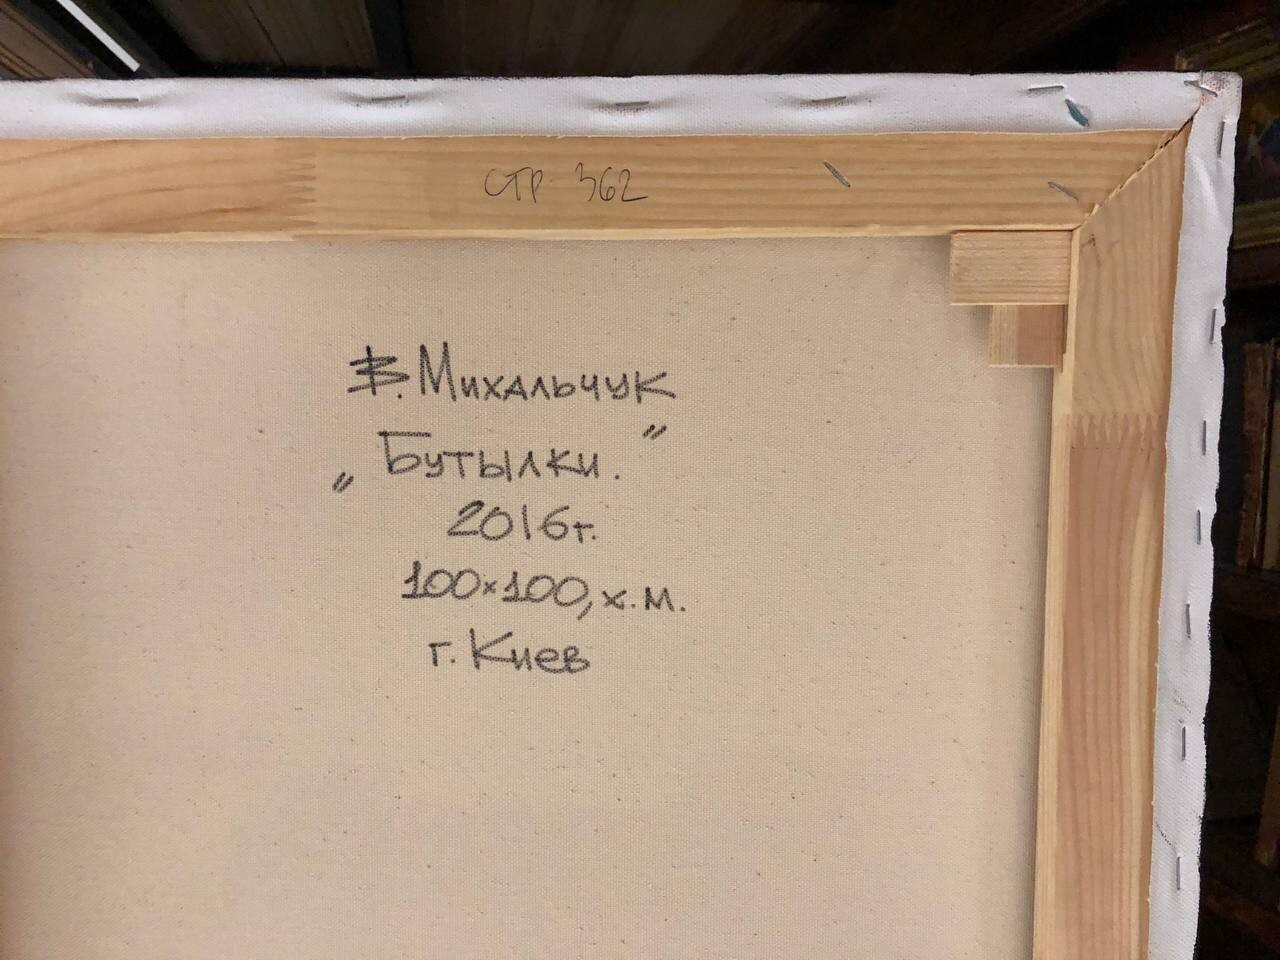 СТР. 362
В. Михальчук
„Бутылки."
2016г.
100×100, х.м.
г. Киев